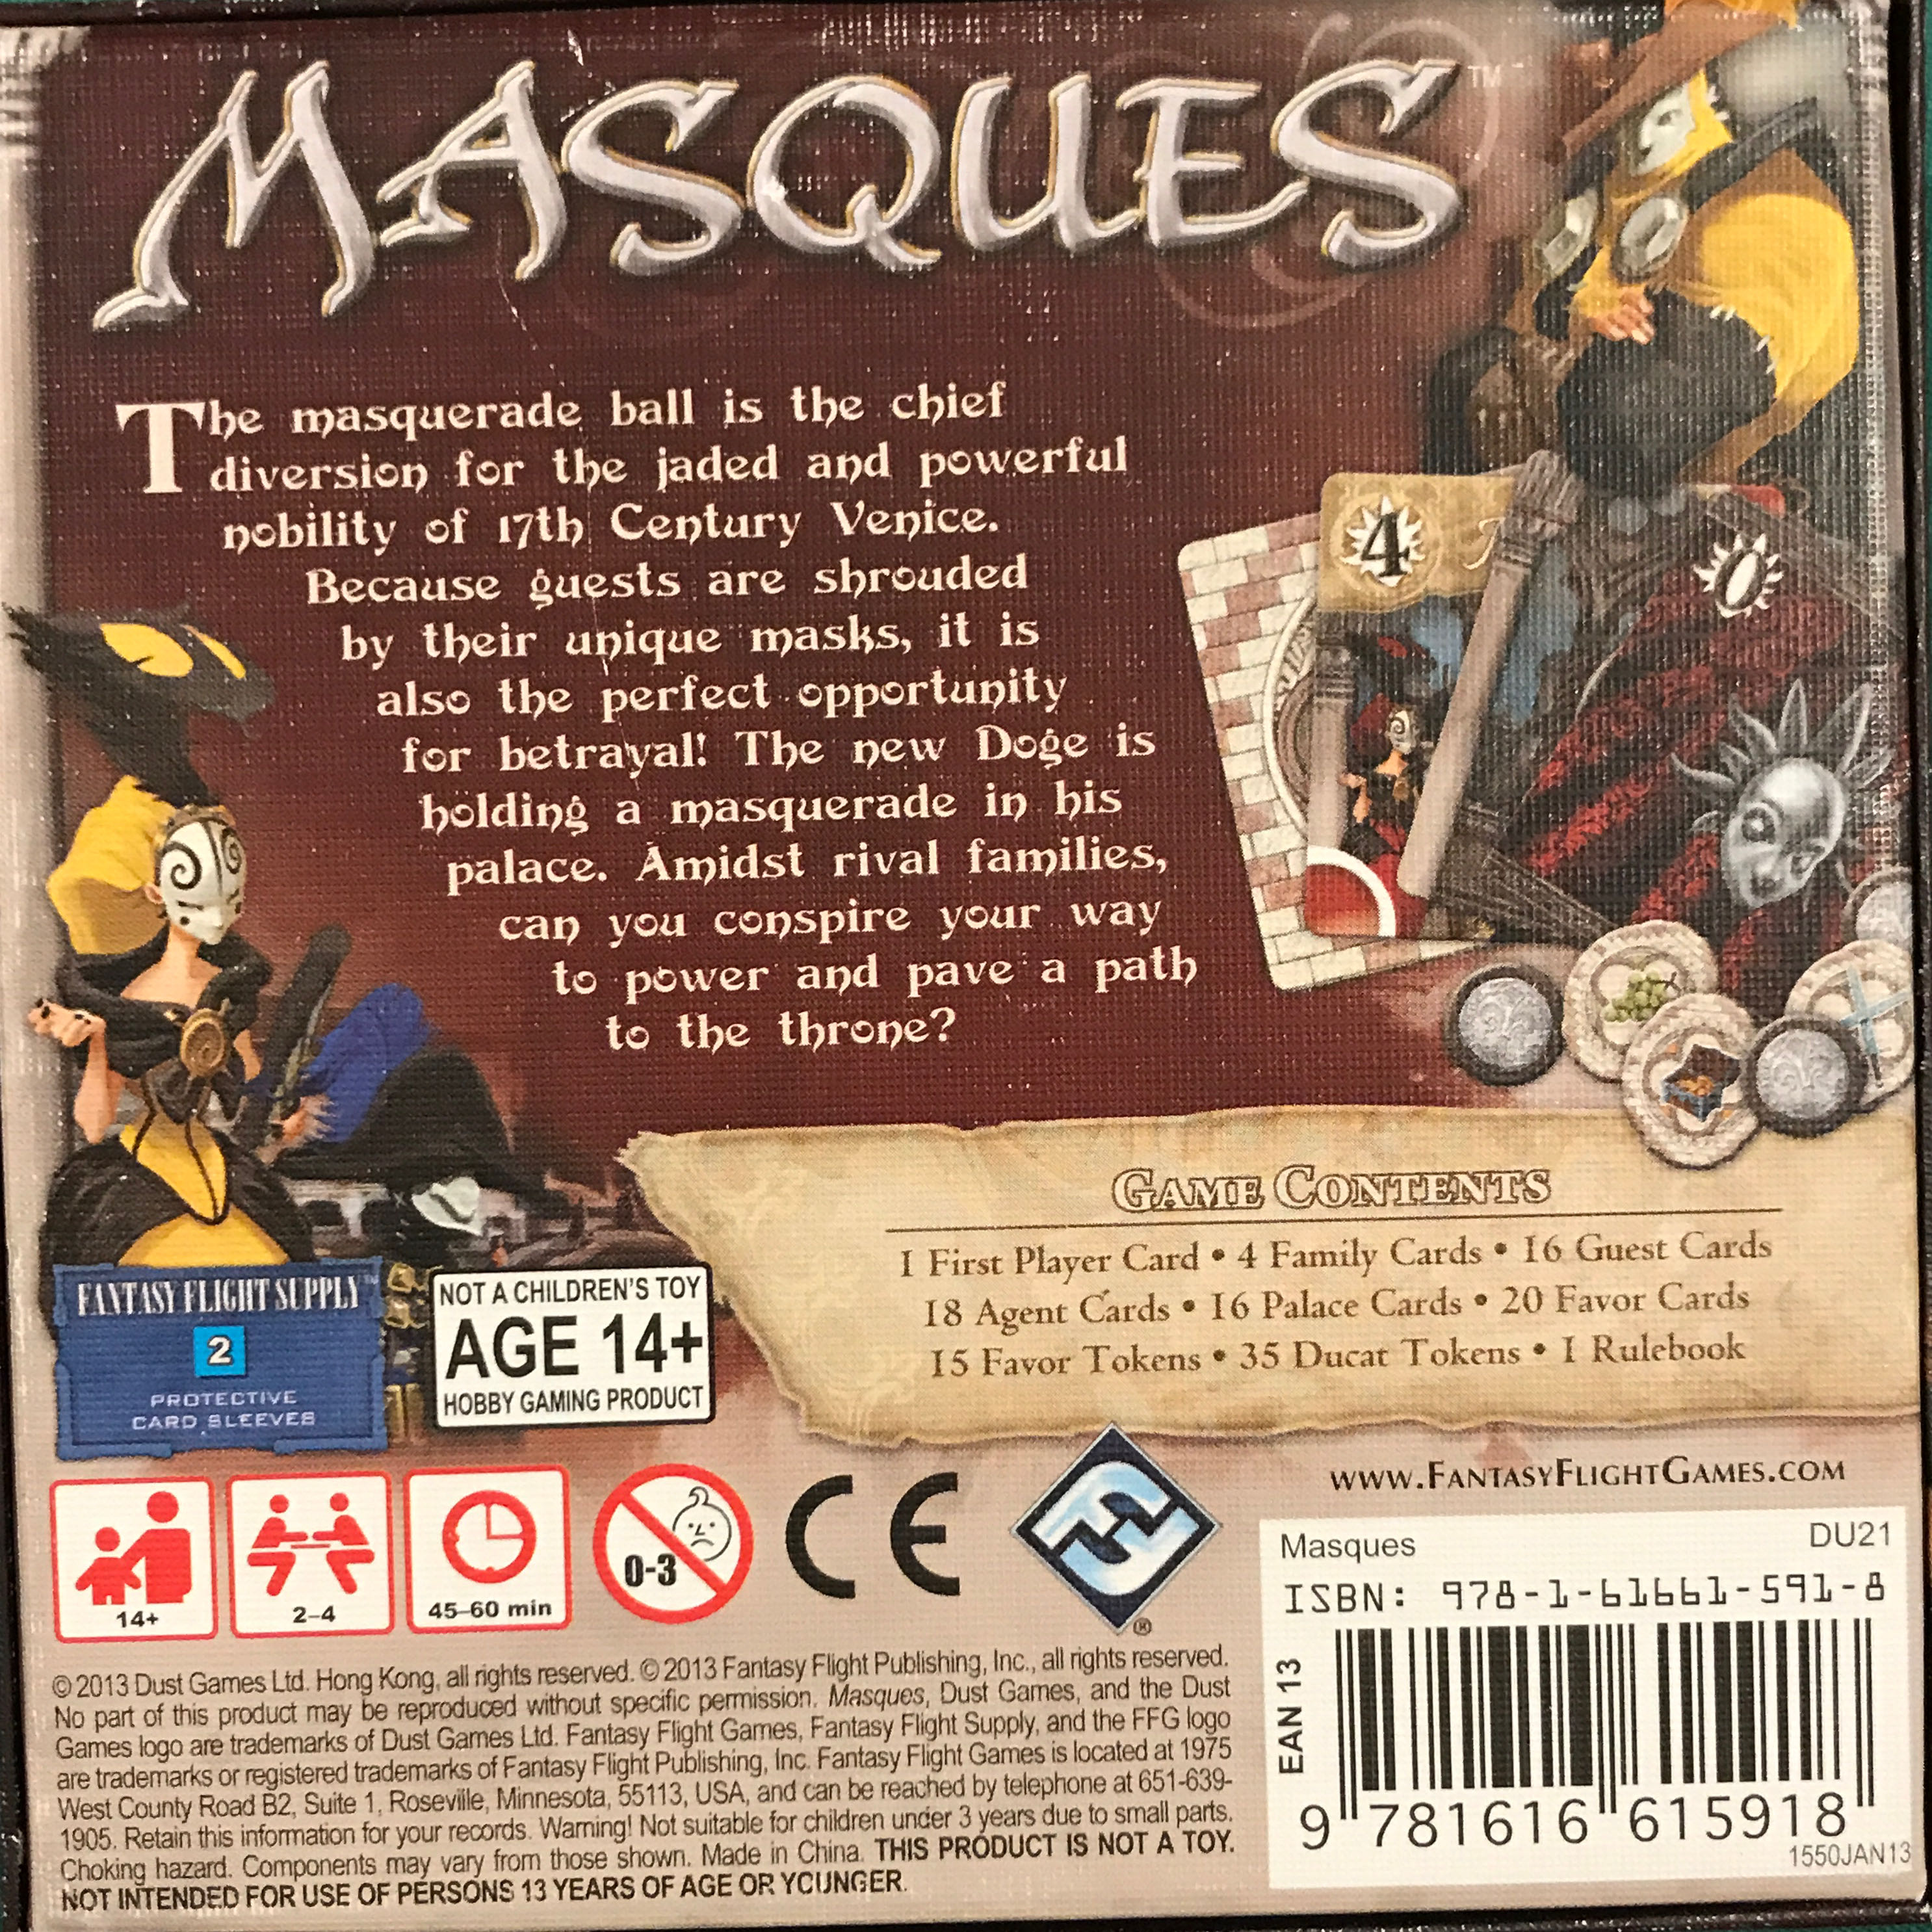 MASQUES™
The masquerade ball is the chief
diversion for the jaded and powerful
nobility of 17th Century Venice.
Because guests are shrouded
by their unique masks, it is
also the perfect opportunity
for betrayal! The new Doge is
holding a masquerade in his
palace. Amidst rival families,
can you conspire your way
to power and pave a path
to the throne?
4
0
GAME CONTENTS
1 First Player Card • 4 Family Cards • 16 Guest Cards
18 Agent Cards • 16 Palace Cards • 20 Favor Cards
15 Favor Tokens • 35 Ducat Tokens • 1 Rulebook
FANTASY FLIGHT SUPPLY™
2
PROTECTIVE
CARD SLEEVES
NOT A CHILDREN'S TOY
AGE 14+
HOBBY GAMING PRODUCT
14+
2–4
45–60 min
0-3
CE
®
WWW.FANTASYFLIGHTGAMES.COM
Masques DU21
ISBN: 978-1-61661-591-8
EAN 13
9 781616 615918
1550JAN13
© 2013 Dust Games Ltd. Hong Kong, all rights reserved. © 2013 Fantasy Flight Publishing, Inc., all rights reserved.
No part of this product may be reproduced without specific permission. Masques, Dust Games, and the Dust
Games logo are trademarks of Dust Games Ltd. Fantasy Flight Games, Fantasy Flight Supply, and the FFG logo
are trademarks or registered trademarks of Fantasy Flight Publishing, Inc. Fantasy Flight Games is located at 1975
West County Road B2, Suite 1, Roseville, Minnesota, 55113, USA, and can be reached by telephone at 651-639-
1905. Retain this information for your records. Warning! Not suitable for children under 3 years due to small parts.
Choking hazard. Components may vary from those shown. Made in China. THIS PRODUCT IS NOT A TOY.
NOT INTENDED FOR USE OF PERSONS 13 YEARS OF AGE OR YOUNGER.